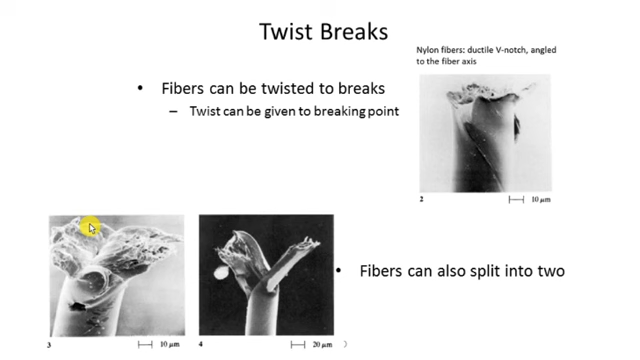 Twist Breaks
Nylon fibers: ductile V-notch, angled
to the fiber axis
• Fibers can be twisted to breaks
– Twist can be given to breaking point
2 10 μm
• Fibers can also split into two
3 10 μm
4 20 μm )